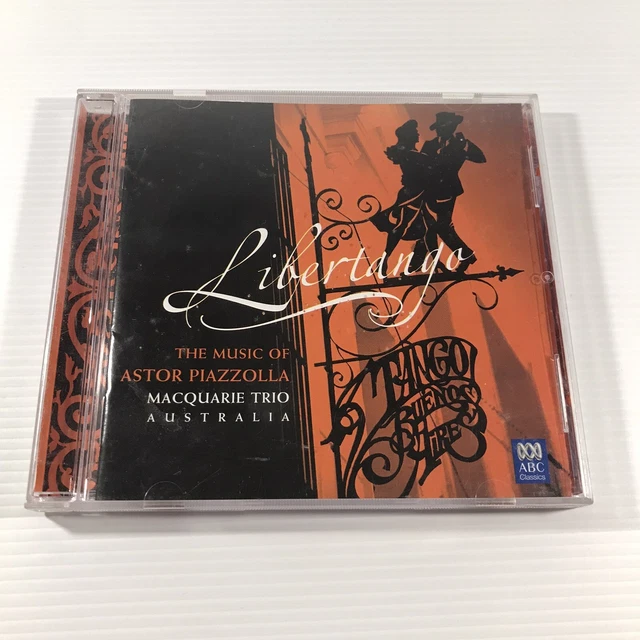 Libertango
THE MUSIC OF
ASTOR PIAZZOLLA
MACQUARIE TRIO
AUSTRALIA
TANGO
BUENOS
AIRES
ABC
Classics